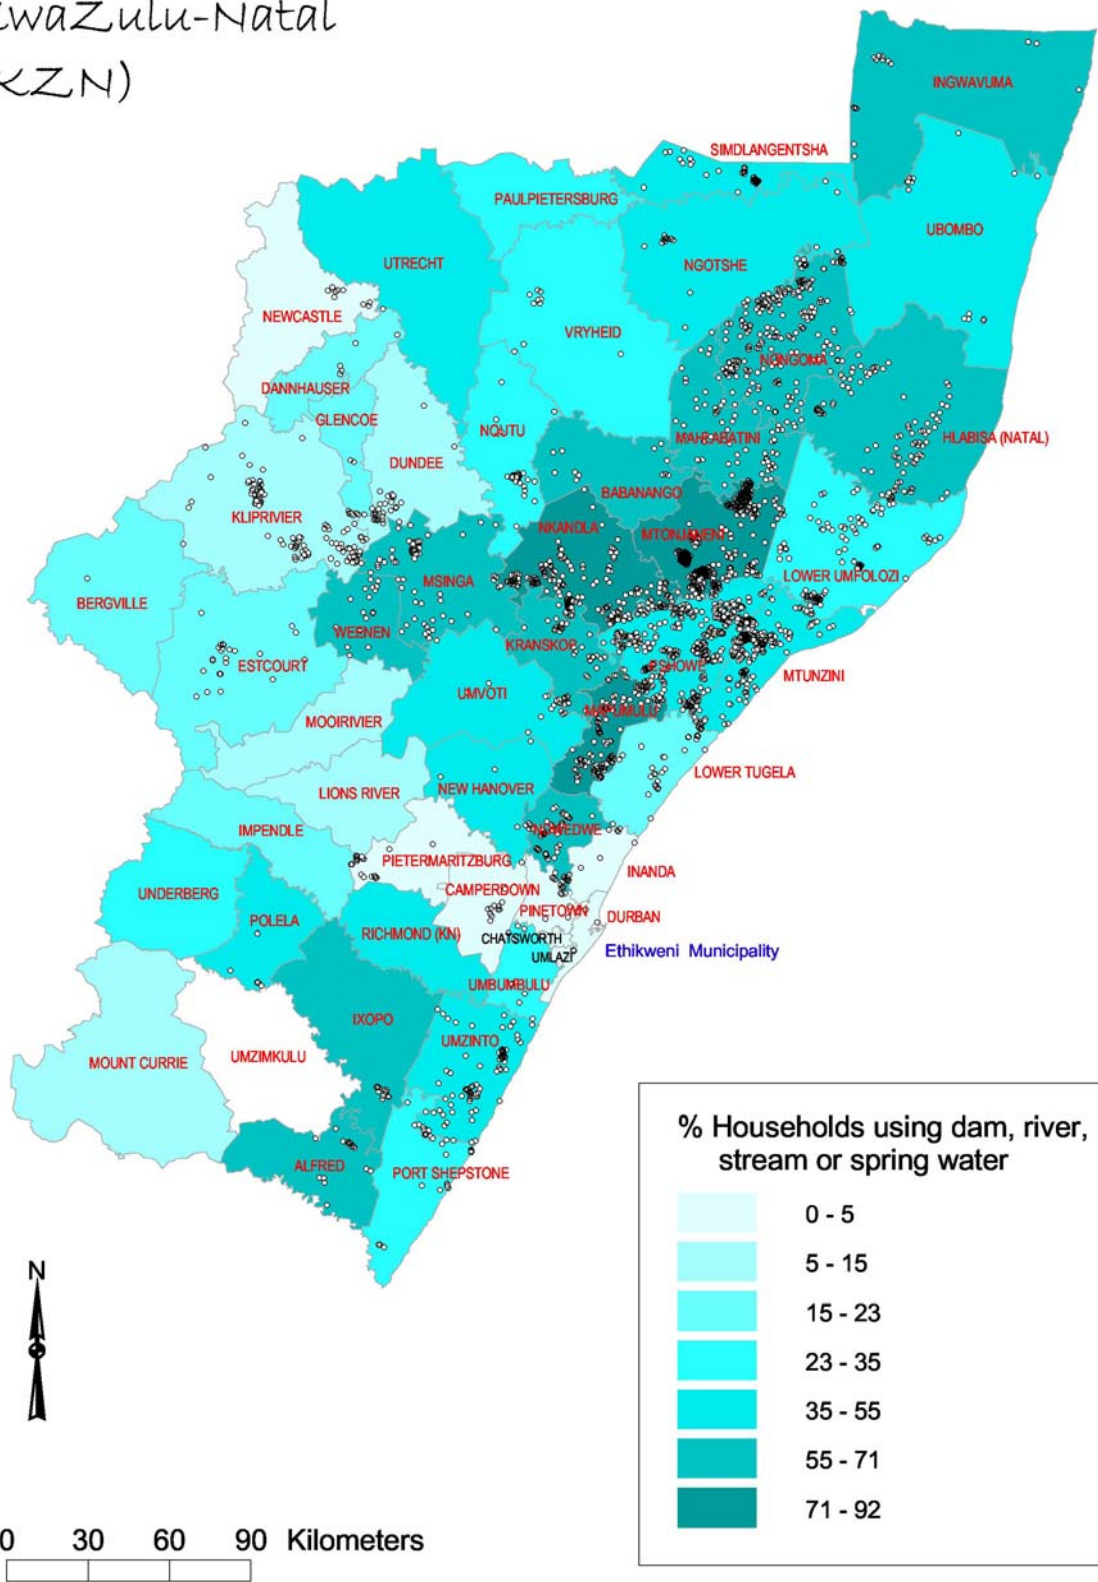 waZulu-Natal
KZN)
INGWAVUMA
SIMDLANGENTSHA
PAULPIETERSBURG
UBOMBO
UTRECHT
NGOTSHE
NEWCASTLE
VRYHEID
NONGOMA
DANNHAUSER
GLENCOE
NQUTU
MAHLABATINI
HLABISA (NATAL)
DUNDEE
BABANANGO
KLIPRIVIER
NKANDLA
MTONJANENI
MSINGA
LOWER UMFOLOZI
BERGVILLE
WEENEN
KRANSKOP
ESTCOURT
ESHOWE
MTUNZINI
UMVOTI
MAPUMULU
MOOIRIVIER
LOWER TUGELA
LIONS RIVER
NEW HANOVER
IMPENDLE
NDWEDWE
PIETERMARITZBURG
INANDA
UNDERBERG
CAMPERDOWN
PINETOWN
DURBAN
POLELA
RICHMOND (KN)
CHATSWORTH
Ethikweni Municipality
UMLAZI
UMBUMBULU
IXOPO
UMZINTO
MOUNT CURRIE
UMZIMKULU
ALFRED
PORT SHEPSTONE
% Households using dam, river,
stream or spring water
0 - 5
5 - 15
15 - 23
23 - 35
35 - 55
55 - 71
71 - 92
N
0 30 60 90 Kilometers